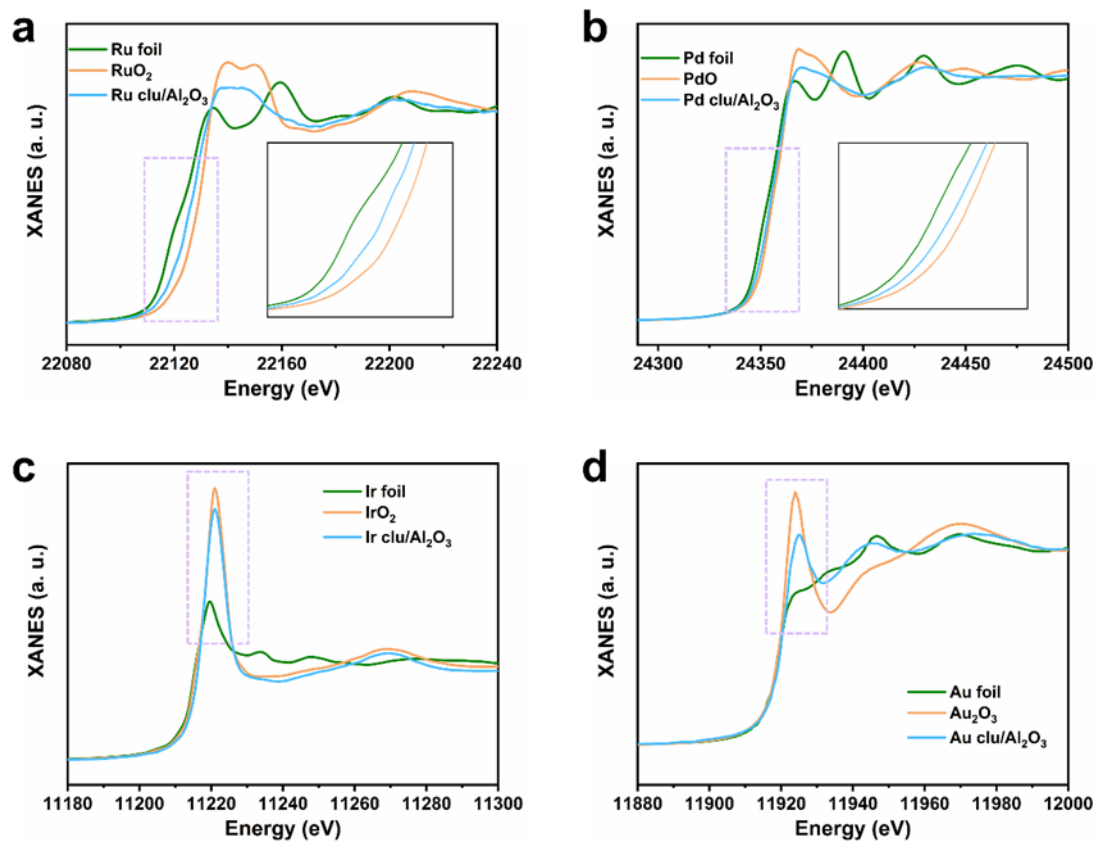 a
Ru foil
RuO₂
Ru clu/Al₂O₃
XANES (a. u.)
22080 22120 22160 22200 22240
Energy (eV)
b
Pd foil
PdO
Pd clu/Al₂O₃
XANES (a. u.)
24300 24350 24400 24450 24500
Energy (eV)
c
Ir foil
IrO₂
Ir clu/Al₂O₃
XANES (a. u.)
11180 11200 11220 11240 11260 11280 11300
Energy (eV)
d
Au foil
Au₂O₃
Au clu/Al₂O₃
XANES (a. u.)
11880 11900 11920 11940 11960 11980 12000
Energy (eV)